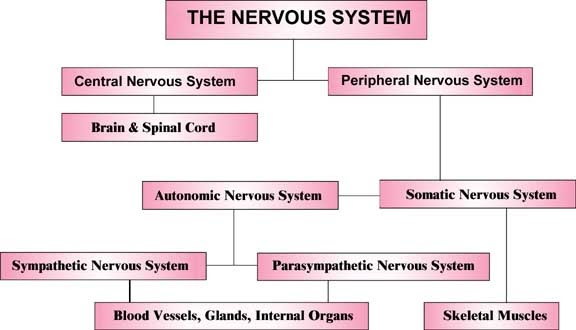 THE NERVOUS SYSTEM
Central Nervous System
Peripheral Nervous System
Brain & Spinal Cord
Autonomic Nervous System
Somatic Nervous System
Sympathetic Nervous System
Parasympathetic Nervous System
Blood Vessels, Glands, Internal Organs
Skeletal Muscles